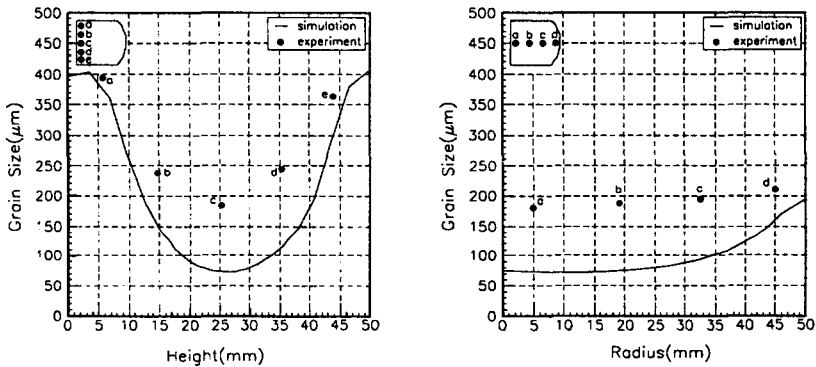 500
450
400
350
300
250
200
150
100
50
0
Grain Size(μm)
0 5 10 15 20 25 30 35 40 45 50
Height(mm)
simulation
experiment
a
b
c
d
e
a
b
c
d
e
500
450
400
350
300
250
200
150
100
50
0
Grain Size(μm)
0 5 10 15 20 25 30 35 40 45 50
Radius(mm)
simulation
experiment
a b c d
a
b
c
d